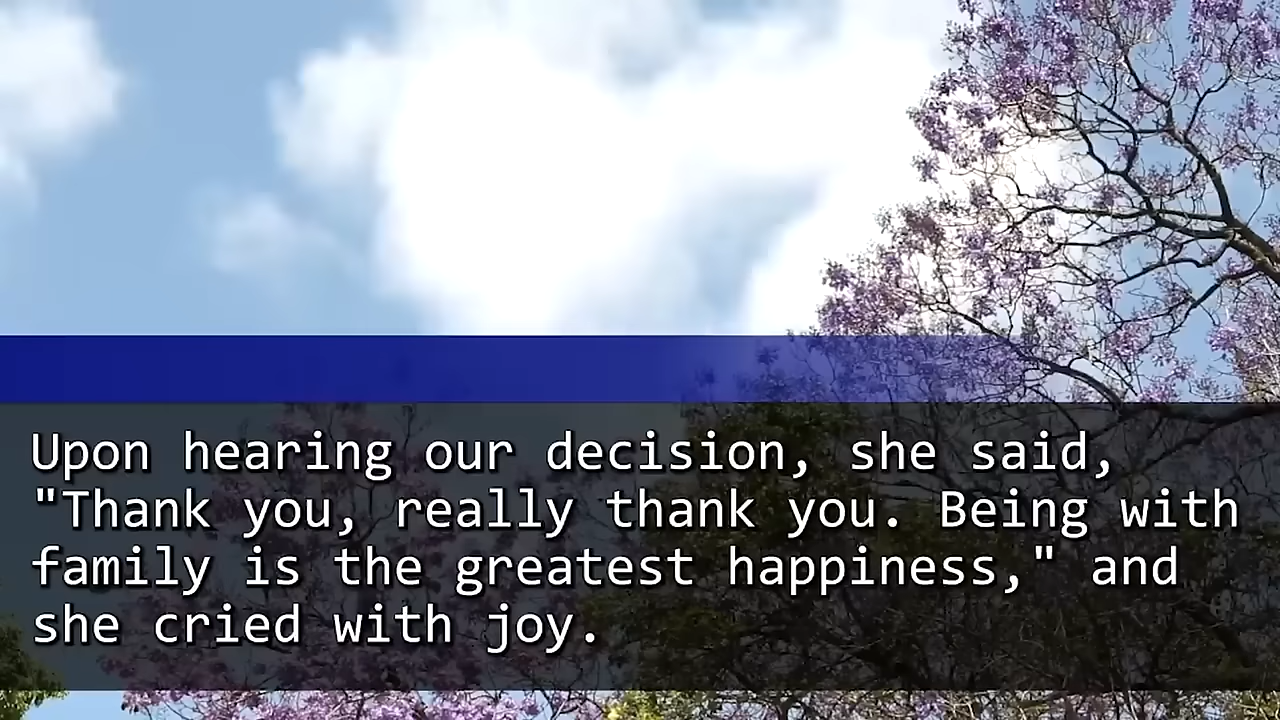 Upon hearing our decision, she said,
"Thank you, really thank you. Being with
family is the greatest happiness," and
she cried with joy.